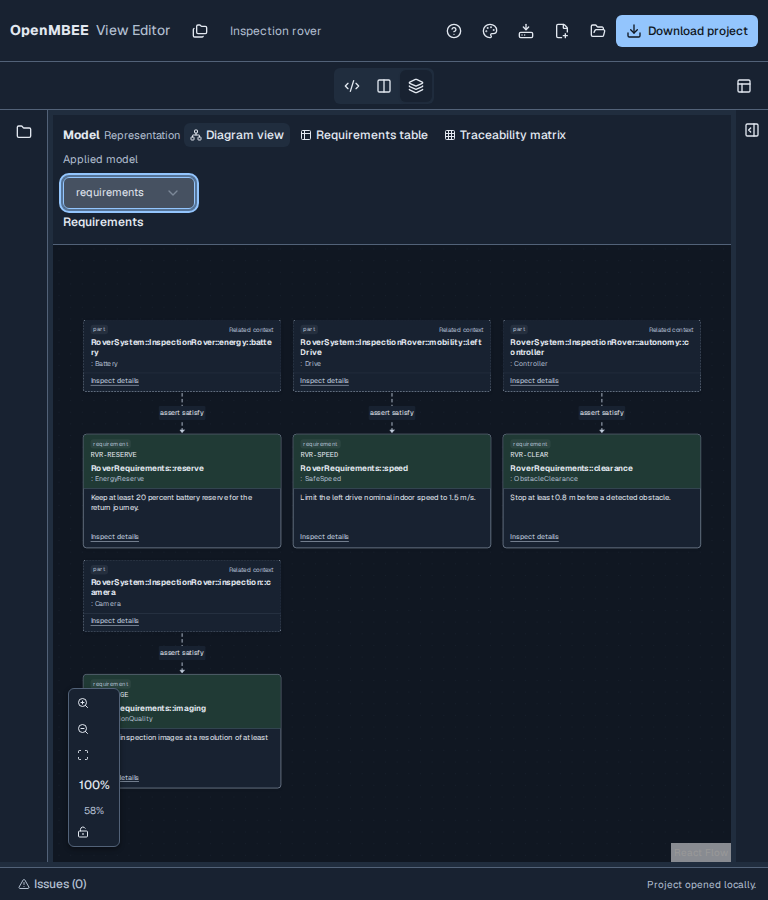 OpenMBEE View Editor
Inspection rover
Download project
Model Representation Diagram view Requirements table Traceability matrix
Applied model
requirements
Requirements
part Related context
RoverSystem::InspectionRover::energy::batte
ry
: Battery
Inspect details
part Related context
RoverSystem::InspectionRover::mobility::left
Drive
: Drive
Inspect details
part Related context
RoverSystem::InspectionRover::autonomy::c
ontroller
: Controller
Inspect details
assert satisfy
assert satisfy
assert satisfy
requirement
RVR-RESERVE
RoverRequirements::reserve
: EnergyReserve
Keep at least 20 percent battery reserve for the
return journey.
Inspect details
requirement
RVR-SPEED
RoverRequirements::speed
: SafeSpeed
Limit the left drive nominal indoor speed to 1.5 m/s.
Inspect details
requirement
RVR-CLEAR
RoverRequirements::clearance
: ObstacleClearance
Stop at least 0.8 m before a detected obstacle.
Inspect details
part Related context
RoverSystem::InspectionRover::inspection::c
amera
: Camera
Inspect details
assert satisfy
requirement
GE
equirements::imaging
onQuality
inspection images at a resolution of at least
details
100%
58%
React Flow
Issues (0)
Project opened locally.